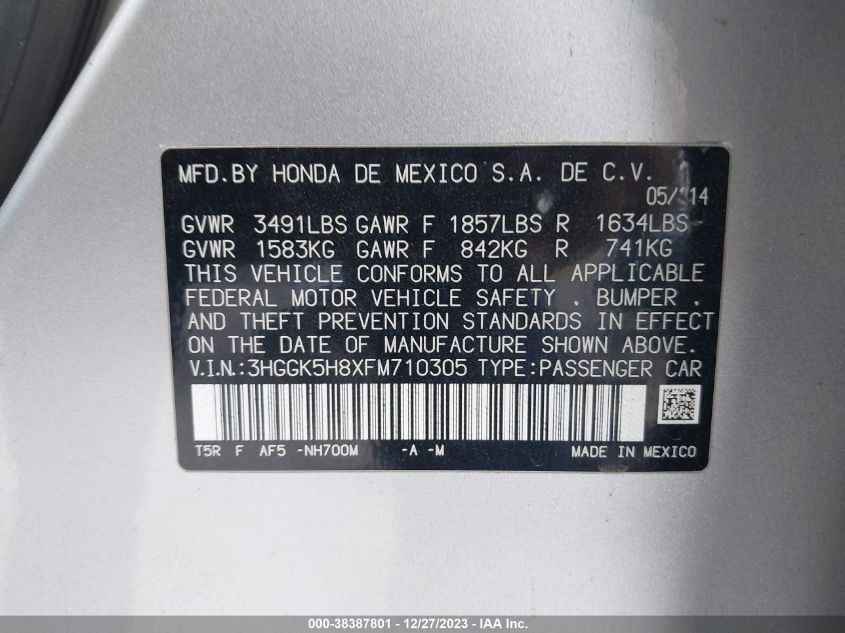 MFD.BY HONDA DE MEXICO S.A. DE C.V.
GVWR 3491LBS GAWR F 1857LBS R 1634LBS
GVWR 1583KG GAWR F 842KG R 741KG
THIS VEHICLE CONFORMS TO ALL APPLICABLE
FEDERAL MOTOR VEHICLE SAFETY , BUMPER ,
AND THEFT PREVENTION STANDARDS IN EFFECT
ON THE DATE OF MANUFACTURE SHOWN ABOVE.
V.I.N.:3HGGK5H8XFM710305 TYPE:PASSENGER CAR
T5R F AF5 -NH700M -A -M MADE IN MEXICO
000-38387801 - 12/27/2023 - IAA Inc.